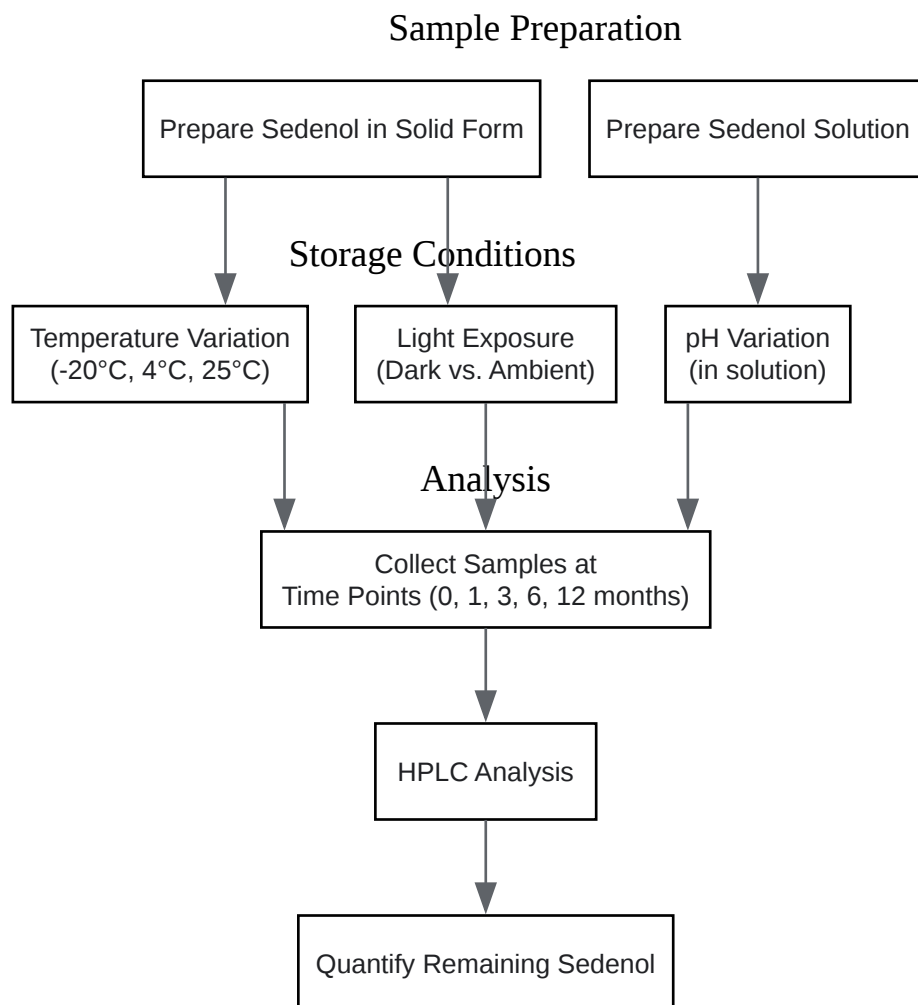 Sample Preparation
Prepare Sedenol in Solid Form
Prepare Sedenol Solution
Storage Conditions
Temperature Variation
(-20°C, 4°C, 25°C)
Light Exposure
(Dark vs. Ambient)
pH Variation
(in solution)
Analysis
Collect Samples at
Time Points (0, 1, 3, 6, 12 months)
HPLC Analysis
Quantify Remaining Sedenol